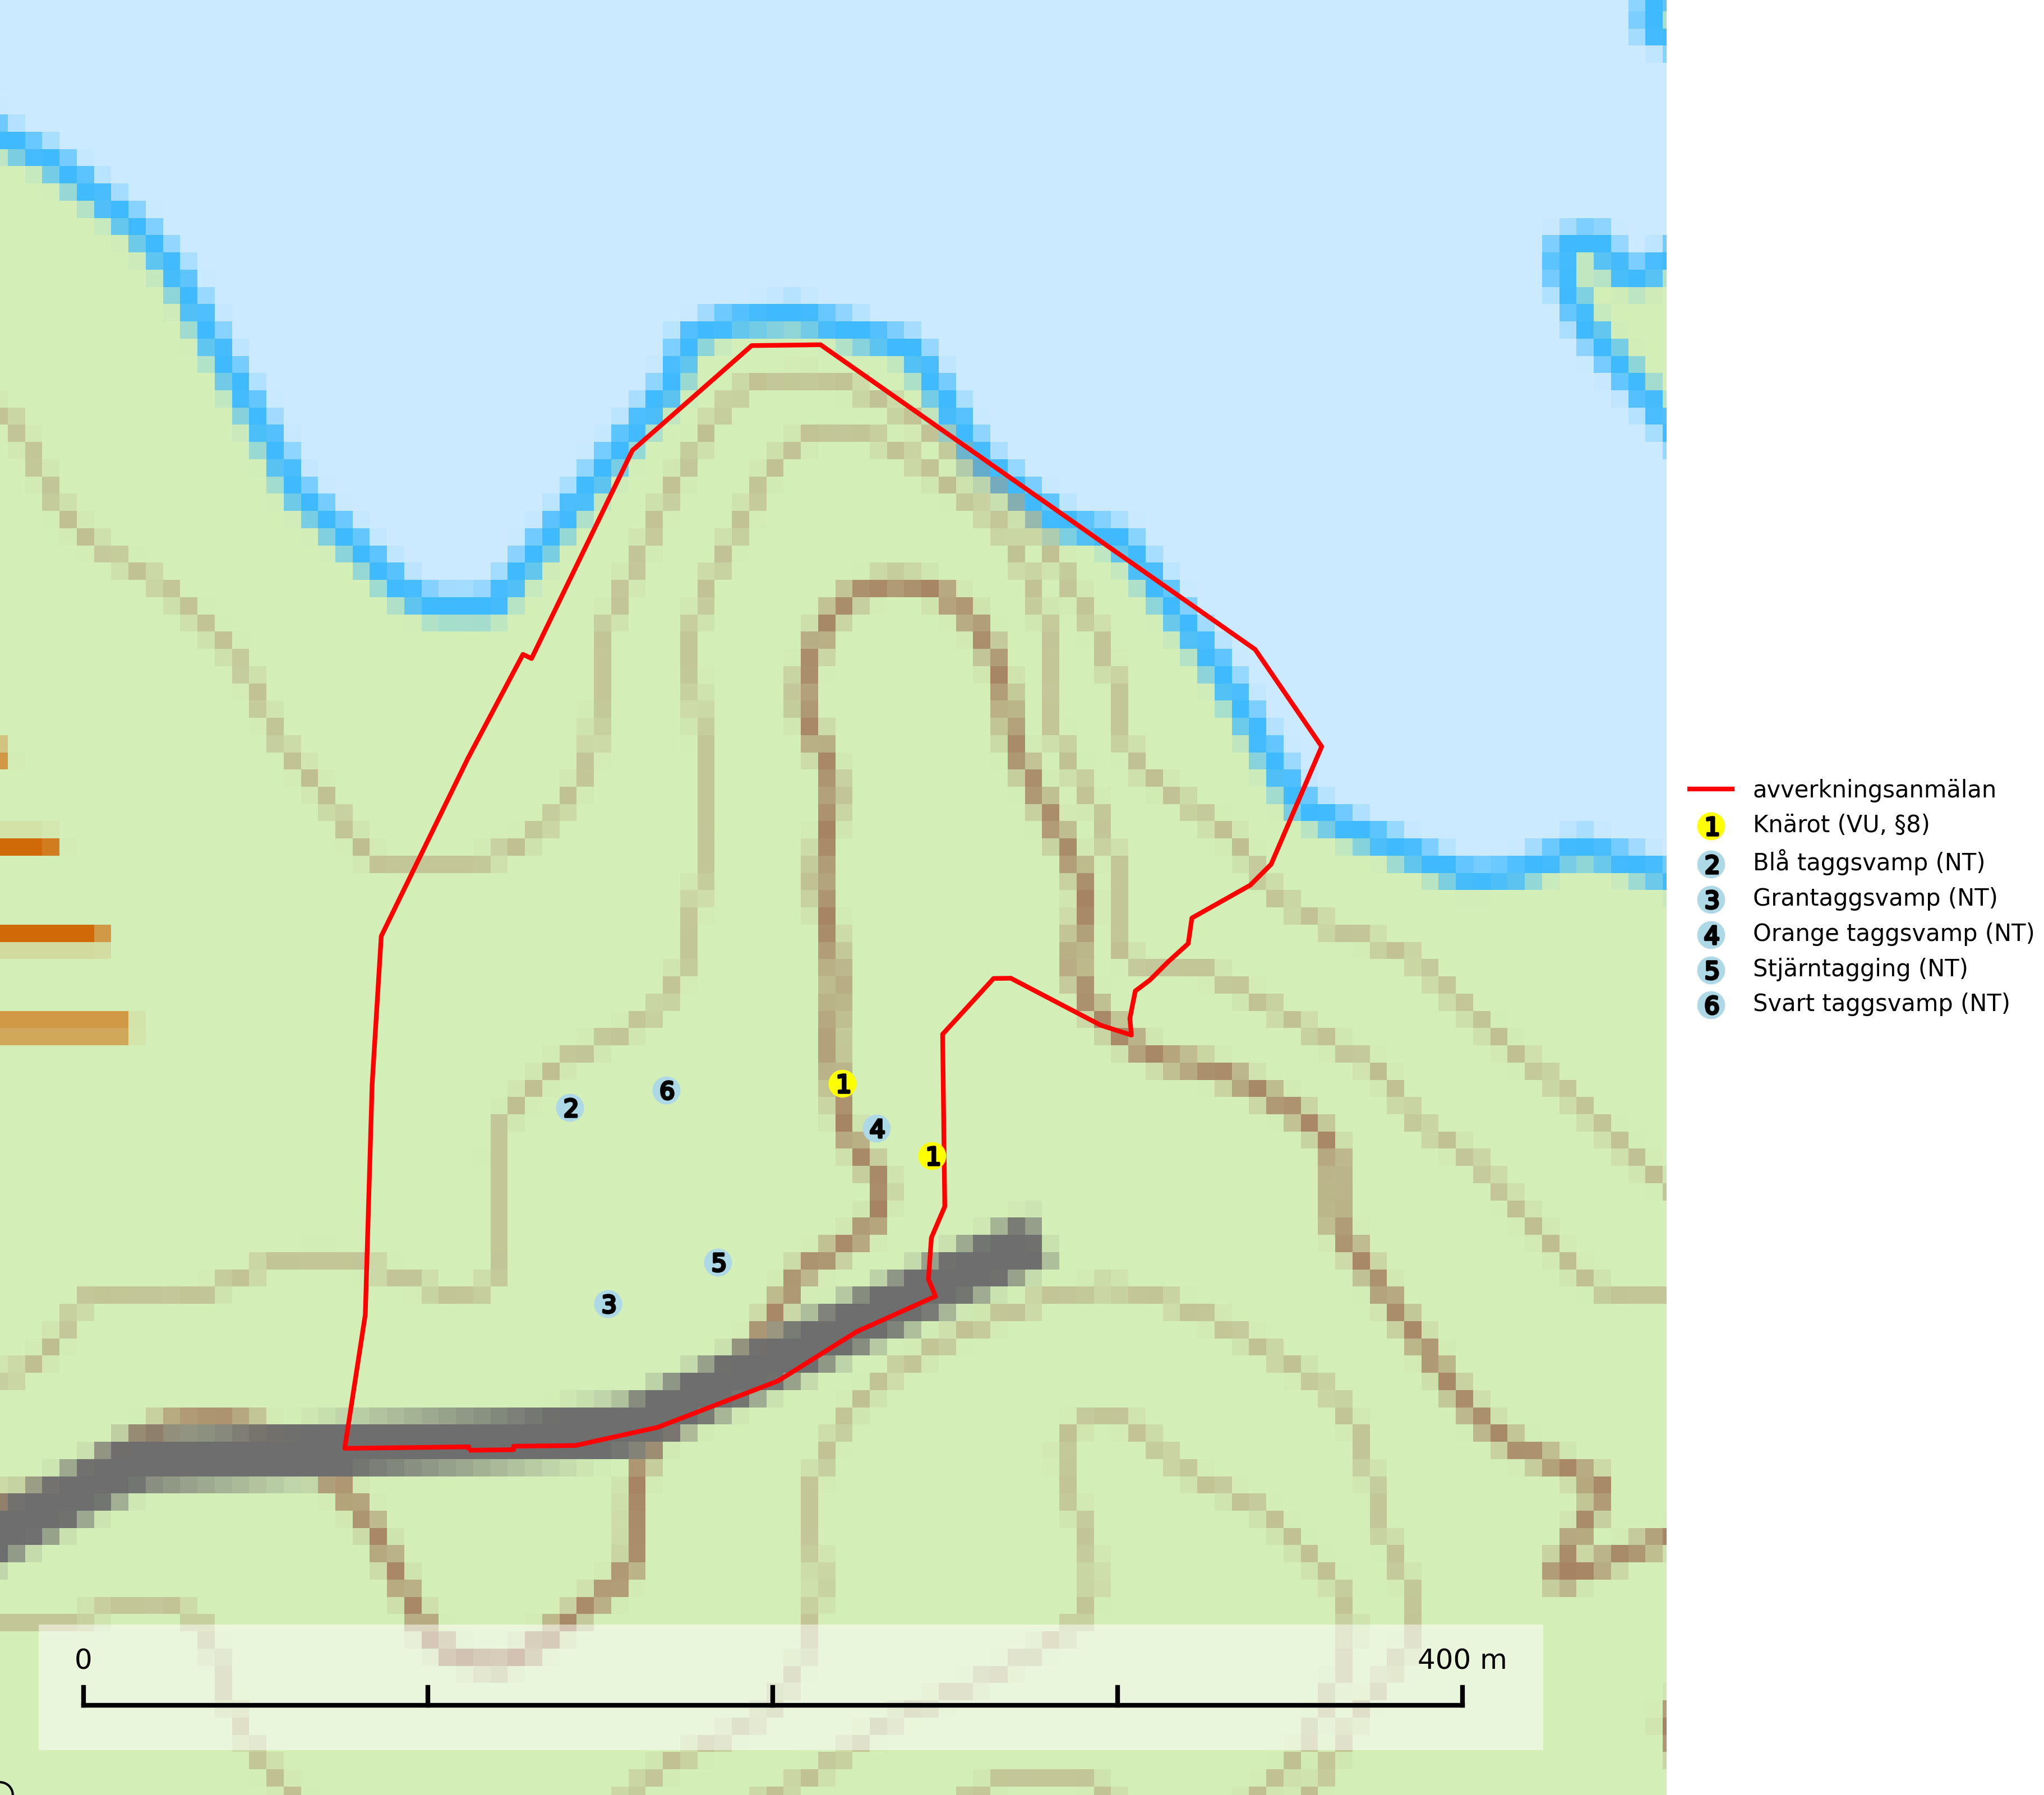 avverkningsanmälan
1 Knärot (VU, §8)
2 Blå taggsvamp (NT)
3 Grantaggsvamp (NT)
4 Orange taggsvamp (NT)
5 Stjärntagging (NT)
6 Svart taggsvamp (NT)
1
6
2
4
1
5
3
0 400 m